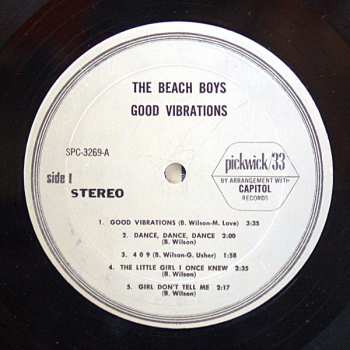 THE BEACH BOYS
GOOD VIBRATIONS
SPC-3269-A
side 1
STEREO
pickwick/33
BY ARRANGEMENT WITH
CAPITOL
RECORDS
1. GOOD VIBRATIONS (B. Wilson-M. Love) 3:35
2. DANCE, DANCE, DANCE 2:00
(B. Wilson)
3. 4 0 9 (B. Wilson-G. Usher) 1:58
4. THE LITTLE GIRL I ONCE KNEW 2:35
(B. Wilson)
5. GIRL DON'T TELL ME 2:17
(B. Wilson)